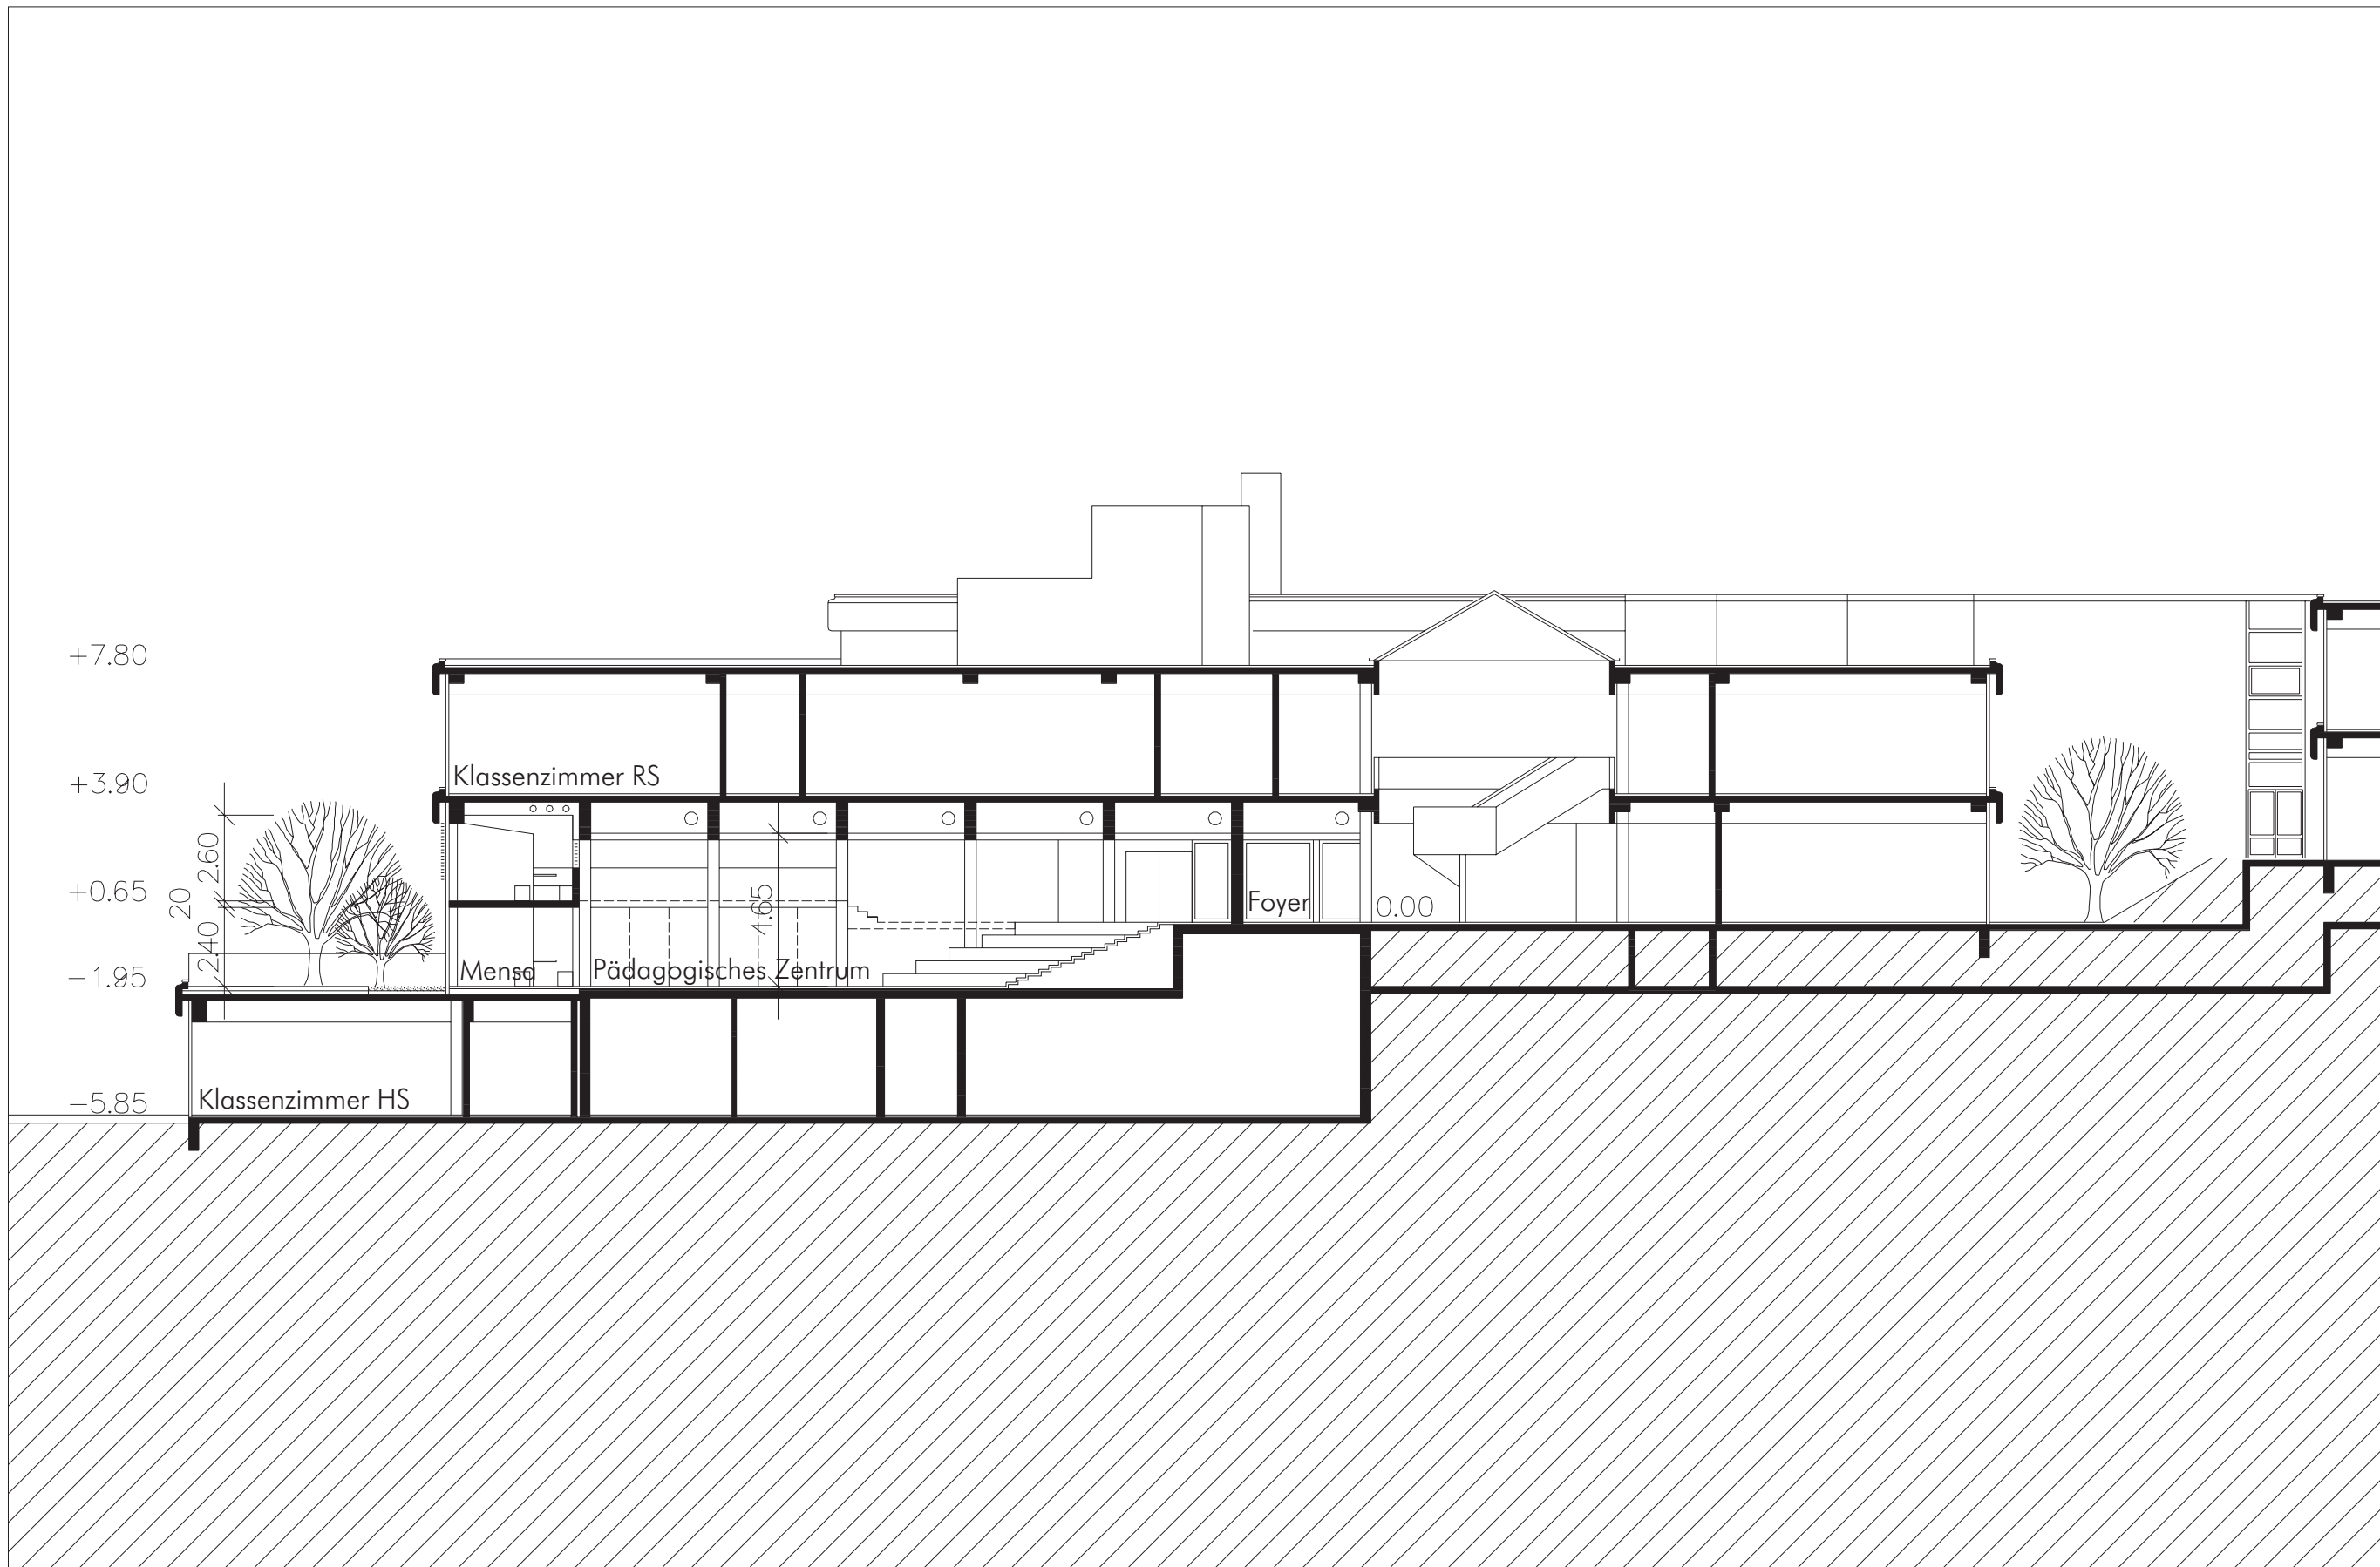 +7.80
+3.90
Klassenzimmer RS
2.60
+0.65
20
4.65
Foyer
0.00
2.40
−1.95
Mensa
Pädagogisches Zentrum
−5.85
Klassenzimmer HS